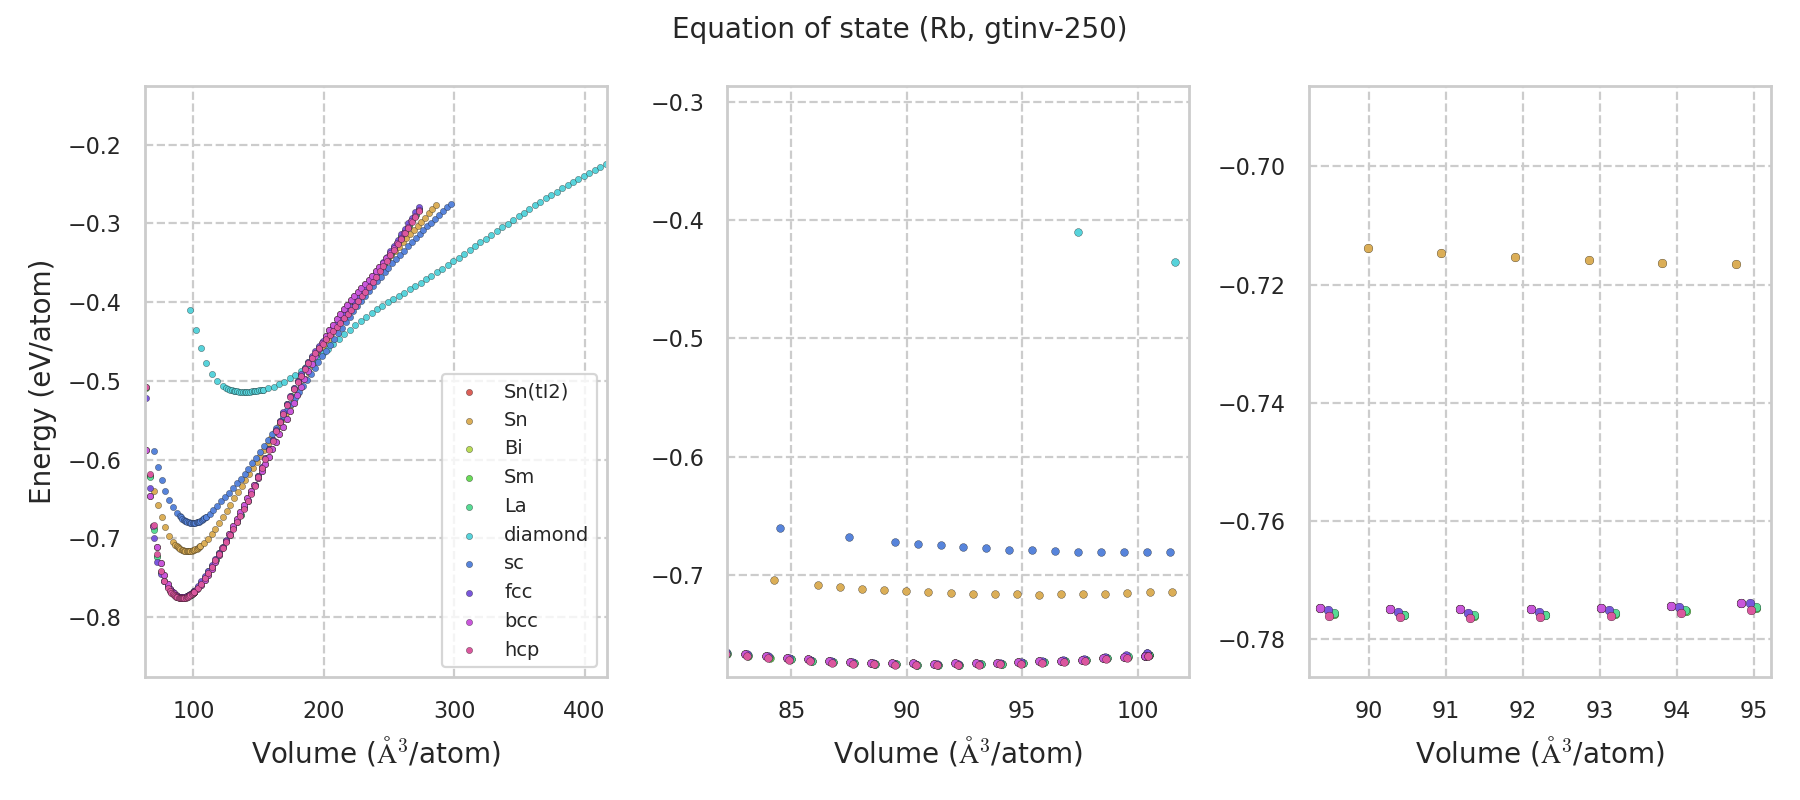 Equation of state (Rb, gtinv-250)
Energy (eV/atom)
−0.2
−0.3
−0.4
−0.5
−0.6
−0.7
−0.8
100 200 300 400
Volume (Å³/atom)
Sn(tI2)
Sn
Bi
Sm
La
diamond
sc
fcc
bcc
hcp
−0.3
−0.4
−0.5
−0.6
−0.7
85 90 95 100
Volume (Å³/atom)
−0.70
−0.72
−0.74
−0.76
−0.78
90 91 92 93 94 95
Volume (Å³/atom)